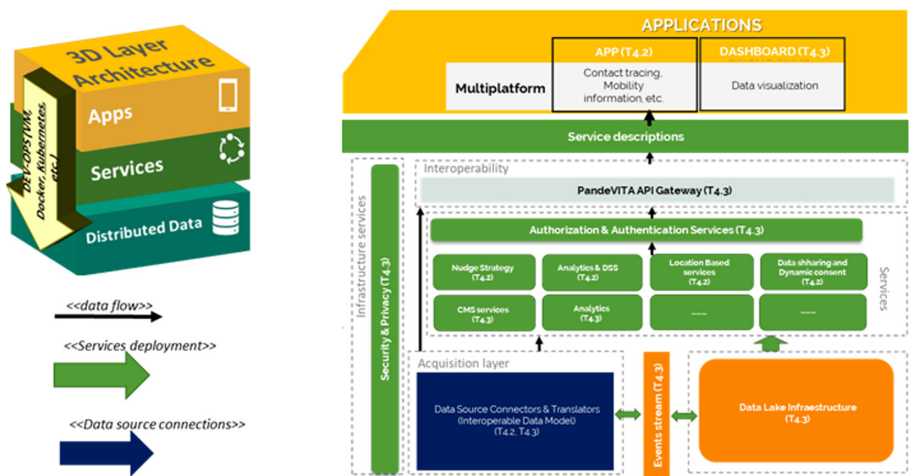 3D Layer
Architecture
Apps
Services
Distributed Data
DEV-OPS (VM,
Docker, Kubernetes,
etc.)
<<data flow>>
<<Services deployment>>
<<Data source connections>>
APPLICATIONS
APP (T4.2)
DASHBOARD (T4.3)
Multiplatform
Contact tracing,
Mobility
information, etc.
Data visualization
Service descriptions
Interoperability
PandeVITA API Gateway (T4.3)
Infrastructure services
Security & Privacy (T4.3)
Authorization & Authentication Services (T4.3)
Nudge Strategy
(T4.2)
Analytics & DSS
(T4.2)
Location Based
services
(T4.2)
Data shharing and
Dynamic consent
(T4.2)
CMS services
(T4.3)
Analytics
(T4.3)
----
----
Services
Acquisition layer
Data Source Connectors & Translators
(Interoperable Data Model)
(T4.2, T4.3)
Events stream (T4.3)
Data Lake Infraestructure
(T4.3)